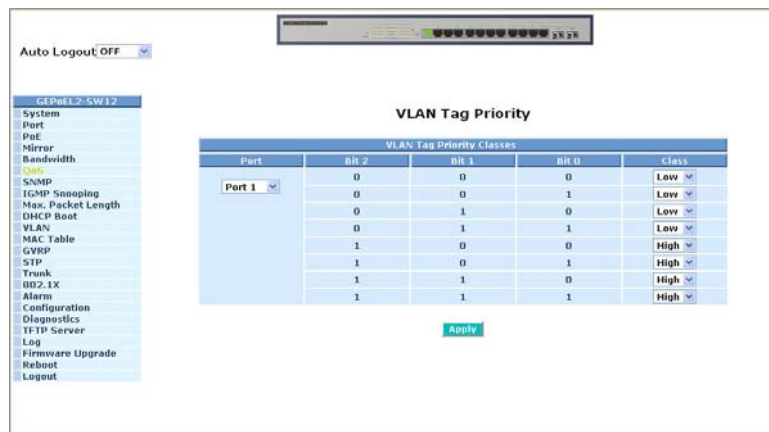 Auto Logout OFF
GEPoEL2-SW12
System
Port
PoE
Mirror
Bandwidth
QoS
SNMP
IGMP Snooping
Max. Packet Length
DHCP Boot
VLAN
MAC Table
GVRP
STP
Trunk
802.1X
Alarm
Configuration
Diagnostics
TFTP Server
Log
Firmware Upgrade
Reboot
Logout
VLAN Tag Priority
VLAN Tag Priority Classes
Port Bit 2 Bit 1 Bit 0 Class
Port 1 0 0 0 Low
0 0 1 Low
0 1 0 Low
0 1 1 Low
1 0 0 High
1 0 1 High
1 1 0 High
1 1 1 High
Apply